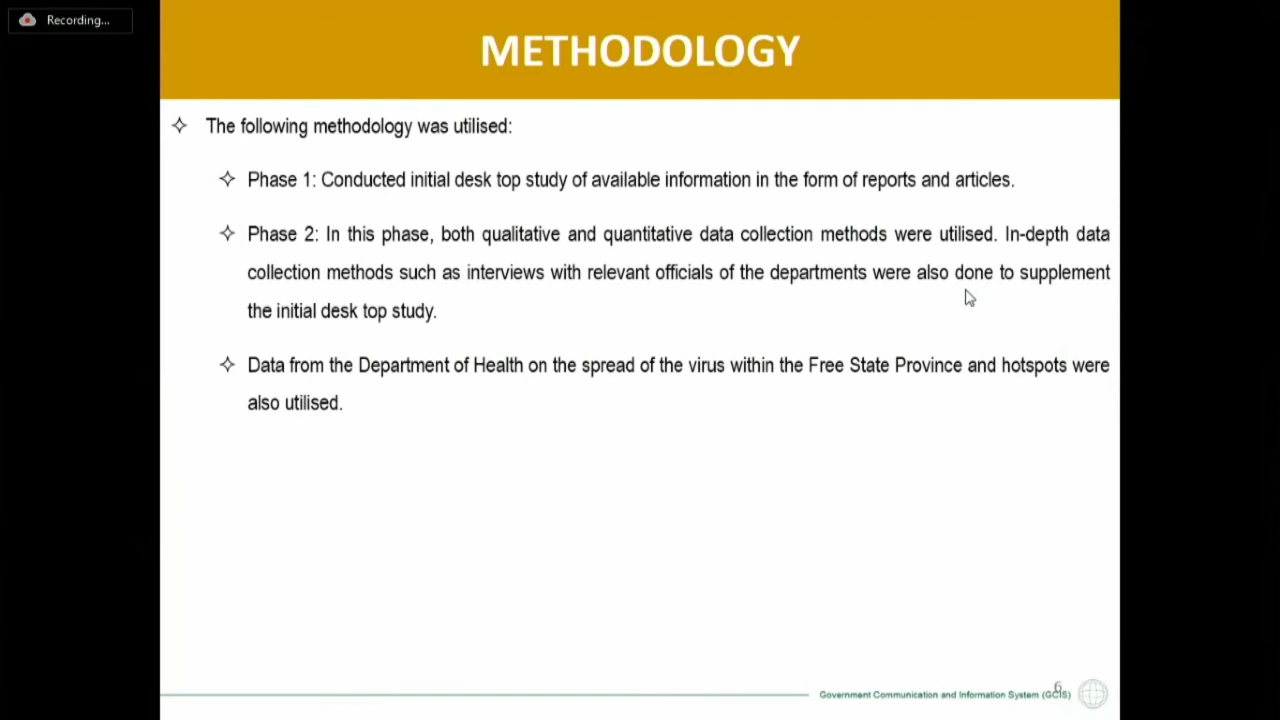 Recording...
METHODOLOGY
The following methodology was utilised:
Phase 1: Conducted initial desk top study of available information in the form of reports and articles.
Phase 2: In this phase, both qualitative and quantitative data collection methods were utilised. In-depth data
collection methods such as interviews with relevant officials of the departments were also done to supplement
the initial desk top study.
Data from the Department of Health on the spread of the virus within the Free State Province and hotspots were
also utilised.
6
Government Communication and Information System (GCIS)